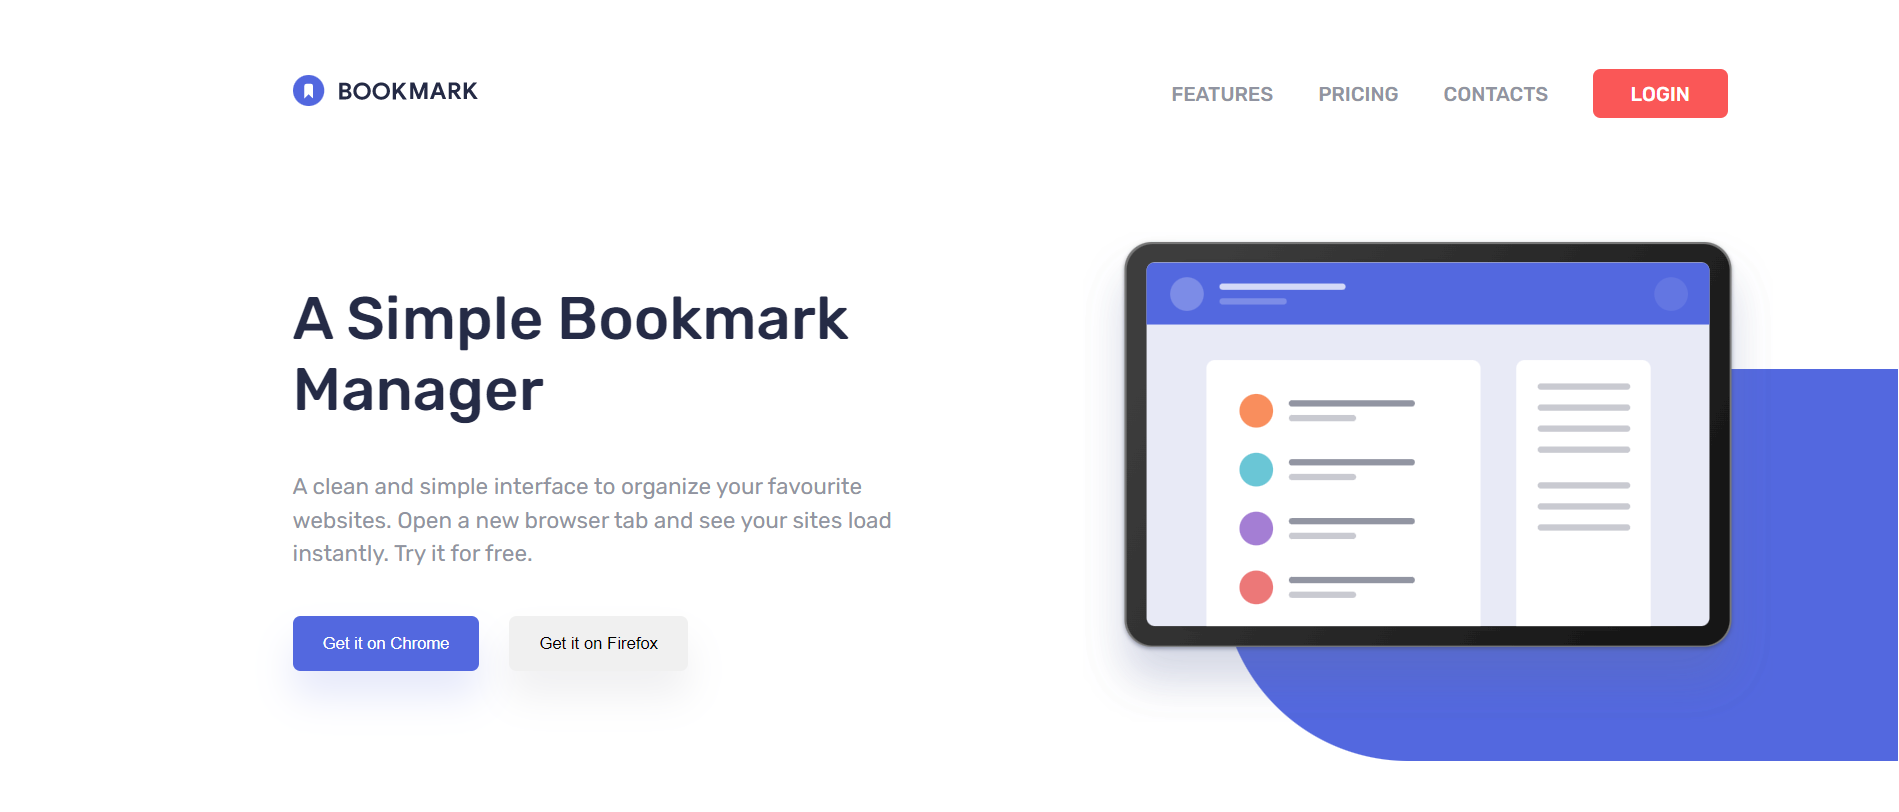 BOOKMARK
FEATURES PRICING CONTACTS LOGIN
A Simple Bookmark
Manager
A clean and simple interface to organize your favourite
websites. Open a new browser tab and see your sites load
instantly. Try it for free.
Get it on Chrome Get it on Firefox